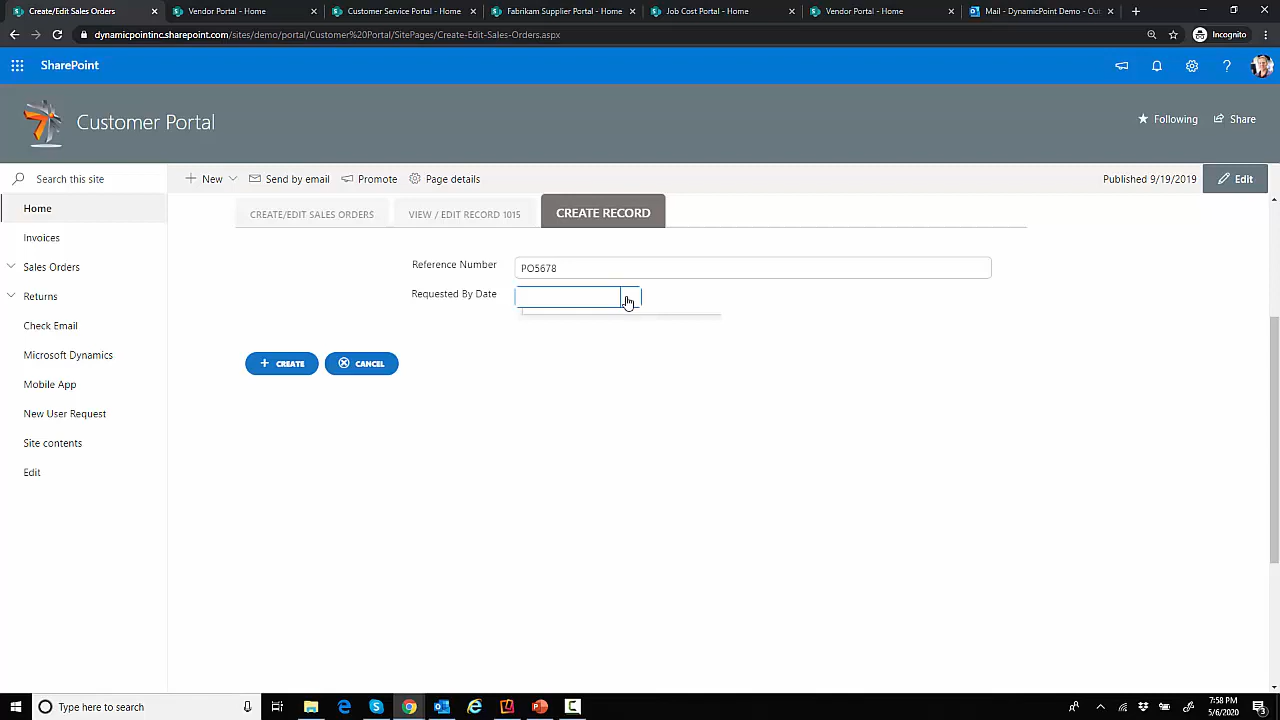 Create/Edit Sales Orders
Vendor Portal - Home
Customer Service Portal - Home
Fabrikam Supplier Portal - Home
Job Cost Portal - Home
Vendor Portal - Home
Mail - DynamicPoint Demo - Out
dynamicpointinc.sharepoint.com/sites/demo/portal/Customer%20Portal/SitePages/Create-Edit-Sales-Orders.aspx
Incognito
SharePoint
Customer Portal
Following
Share
Search this site
New
Send by email
Promote
Page details
Published 9/19/2019
Edit
Home
Invoices
Sales Orders
Returns
Check Email
Microsoft Dynamics
Mobile App
New User Request
Site contents
Edit
CREATE/EDIT SALES ORDERS
VIEW / EDIT RECORD 1015
CREATE RECORD
Reference Number
PO5678
Requested By Date
CREATE
CANCEL
Type here to search
7:58 PM
5/6/2020